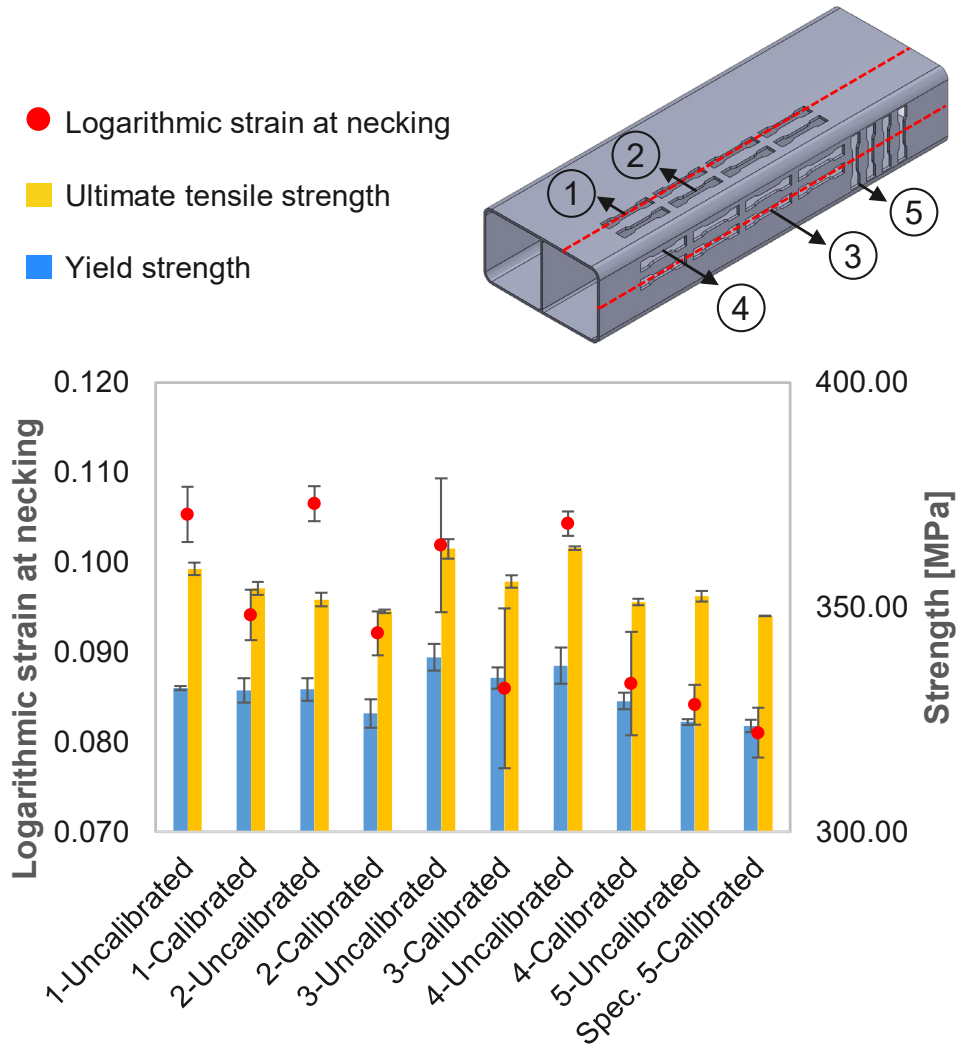 Logarithmic strain at necking
Ultimate tensile strength
Yield strength
1
2
3
4
5
0.120
0.110
0.100
0.090
0.080
0.070
Logarithmic strain at necking
400.00
350.00
300.00
Strength [MPa]
1-Uncalibrated
1-Calibrated
2-Uncalibrated
2-Calibrated
3-Uncalibrated
3-Calibrated
4-Uncalibrated
4-Calibrated
5-Uncalibrated
Spec. 5-Calibrated